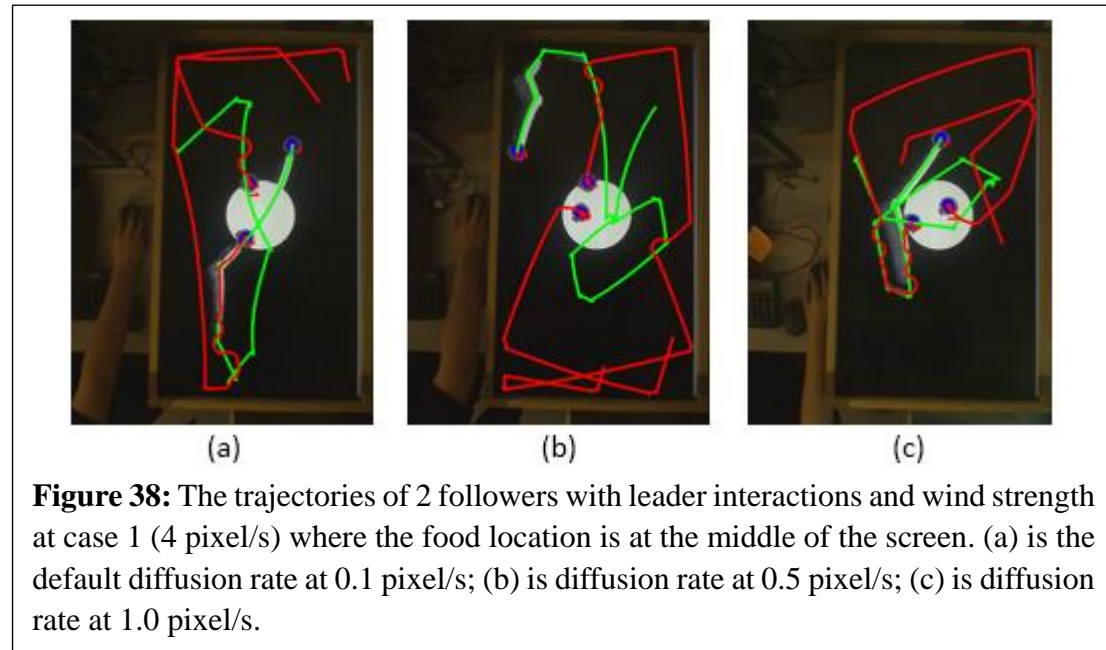 (a) (b) (c)
Figure 38: The trajectories of 2 followers with leader interactions and wind strength
at case 1 (4 pixel/s) where the food location is at the middle of the screen. (a) is the
default diffusion rate at 0.1 pixel/s; (b) is diffusion rate at 0.5 pixel/s; (c) is diffusion
rate at 1.0 pixel/s.